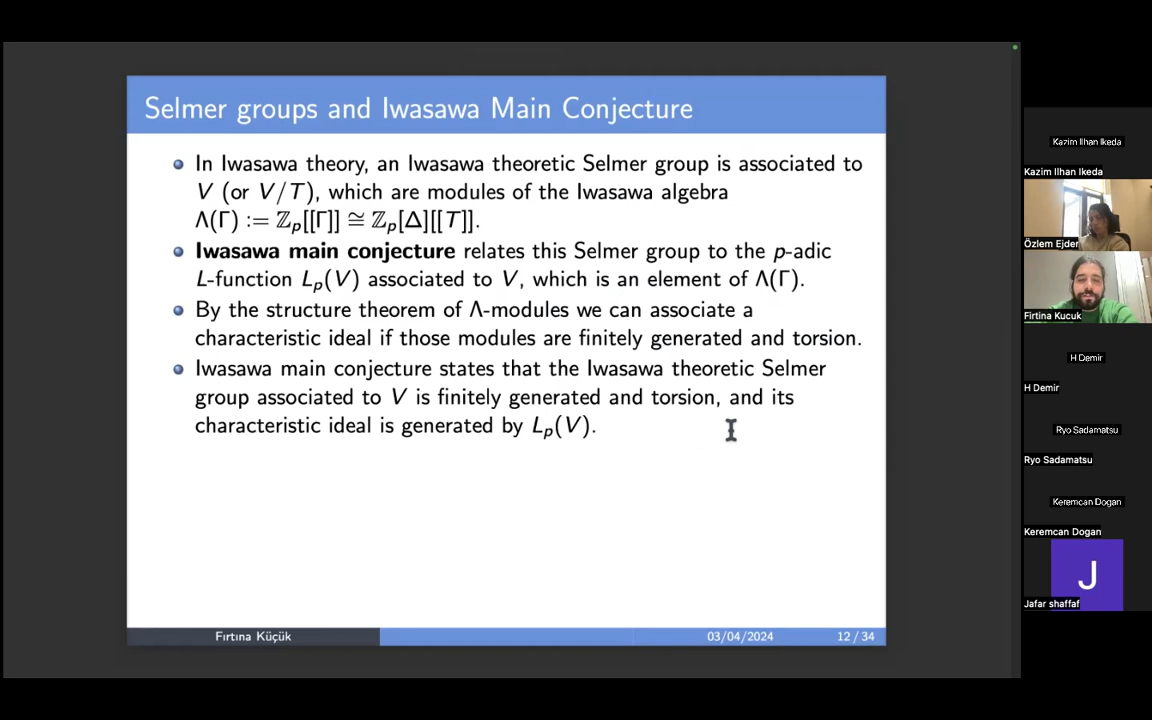 Selmer groups and Iwasawa Main Conjecture
In Iwasawa theory, an Iwasawa theoretic Selmer group is associated to
V (or V/T), which are modules of the Iwasawa algebra
Λ(Γ) := ℤp[[Γ]] ≅ ℤp[Δ][[T]].
Iwasawa main conjecture relates this Selmer group to the p-adic
L-function Lp(V) associated to V, which is an element of Λ(Γ).
By the structure theorem of Λ-modules we can associate a
characteristic ideal if those modules are finitely generated and torsion.
Iwasawa main conjecture states that the Iwasawa theoretic Selmer
group associated to V is finitely generated and torsion, and its
characteristic ideal is generated by Lp(V).
Fırtına Küçük
03/04/2024
12 / 34
Kazim Ilhan Ikeda
Kazim Ilhan Ikeda
Özlem Ejder
Firtina Kucuk
H Demir
H Demir
Ryo Sadamatsu
Ryo Sadamatsu
Keremcan Dogan
Keremcan Dogan
J
Jafar shaffaf